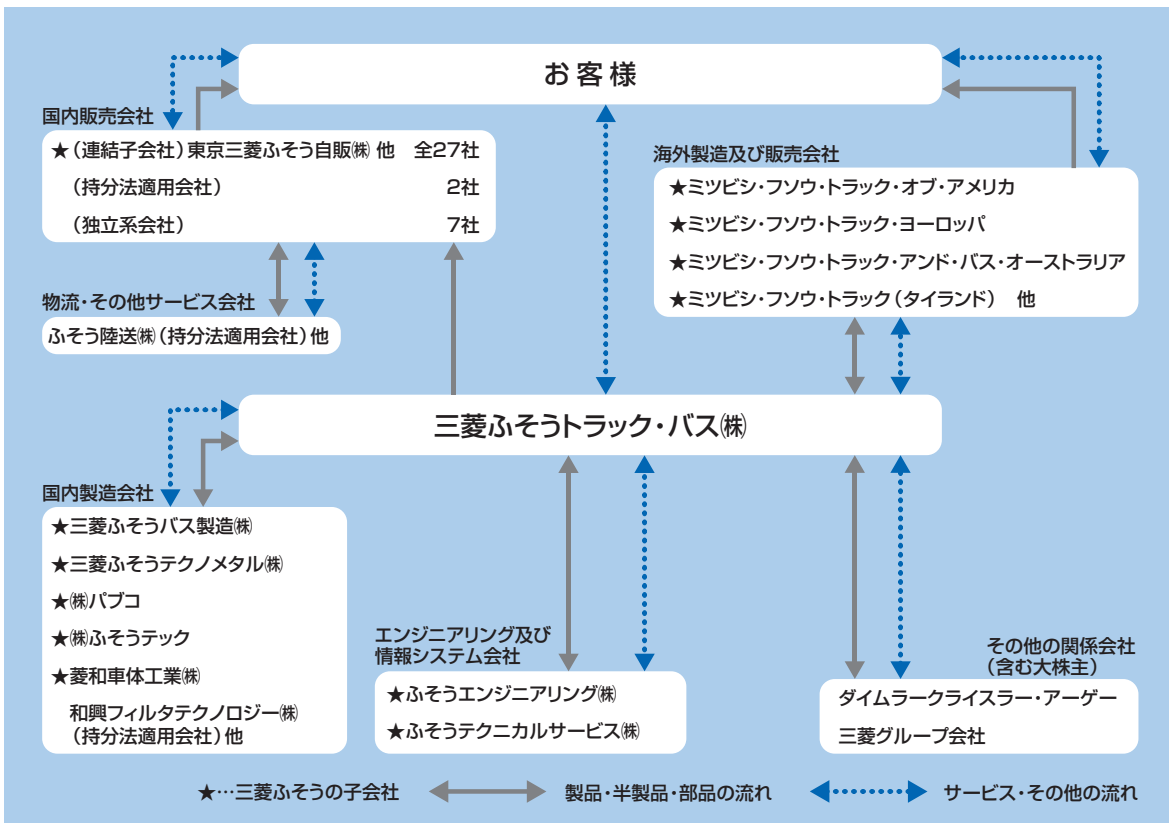 お客様
国内販売会社
★(連結子会社)東京三菱ふそう自販㈱ 他 全27社
(持分法適用会社) 2社
(独立系会社) 7社
物流・その他サービス会社
ふそう陸送㈱(持分法適用会社)他
海外製造及び販売会社
★ミツビシ・フソウ・トラック・オブ・アメリカ
★ミツビシ・フソウ・トラック・ヨーロッパ
★ミツビシ・フソウ・トラック・アンド・バス・オーストラリア
★ミツビシ・フソウ・トラック(タイランド) 他
三菱ふそうトラック・バス㈱
国内製造会社
★三菱ふそうバス製造㈱
★三菱ふそうテクノメタル㈱
★㈱パブコ
★㈱ふそうテック
★菱和車体工業㈱
和興フィルタテクノロジー㈱
(持分法適用会社)他
エンジニアリング及び
情報システム会社
★ふそうエンジニアリング㈱
★ふそうテクニカルサービス㈱
その他の関係会社
(含む大株主)
ダイムラークライスラー・アーゲー
三菱グループ会社
★…三菱ふそうの子会社
製品・半製品・部品の流れ
サービス・その他の流れ